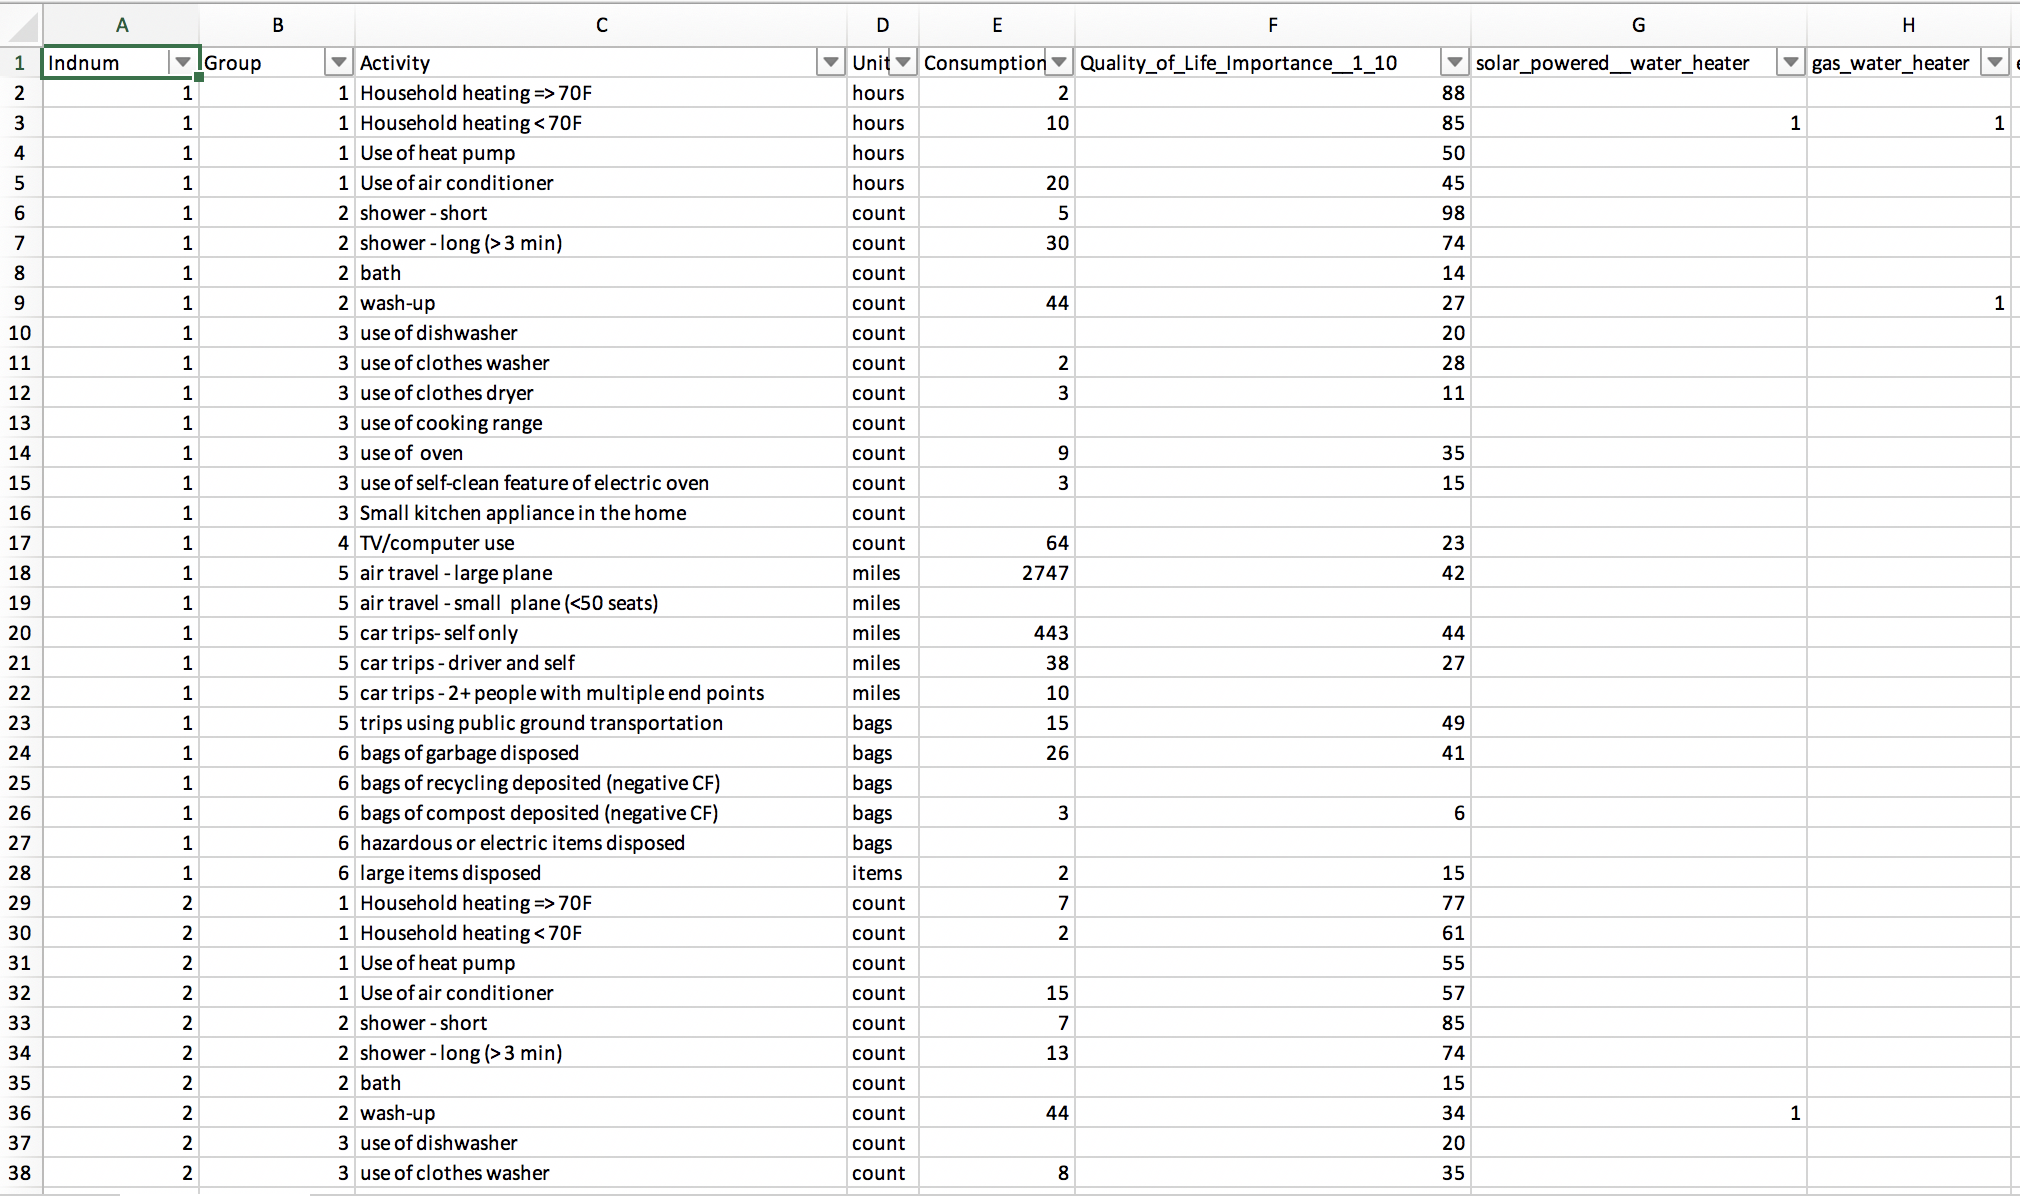 A B C D E F G H
1 Indnum Group Activity Unit Consumption Quality_of_Life_Importance__1_10 solar_powered__water_heater gas_water_heater
2 1 1 Household heating => 70F hours 2 88
3 1 1 Household heating < 70F hours 10 85 1 1
4 1 1 Use of heat pump hours 50
5 1 1 Use of air conditioner hours 20 45
6 1 2 shower - short count 5 98
7 1 2 shower - long (> 3 min) count 30 74
8 1 2 bath count 14
9 1 2 wash-up count 44 27 1
10 1 3 use of dishwasher count 20
11 1 3 use of clothes washer count 2 28
12 1 3 use of clothes dryer count 3 11
13 1 3 use of cooking range count
14 1 3 use of oven count 9 35
15 1 3 use of self-clean feature of electric oven count 3 15
16 1 3 Small kitchen appliance in the home count
17 1 4 TV/computer use count 64 23
18 1 5 air travel - large plane miles 2747 42
19 1 5 air travel - small plane (<50 seats) miles
20 1 5 car trips- self only miles 443 44
21 1 5 car trips - driver and self miles 38 27
22 1 5 car trips - 2+ people with multiple end points miles 10
23 1 5 trips using public ground transportation bags 15 49
24 1 6 bags of garbage disposed bags 26 41
25 1 6 bags of recycling deposited (negative CF) bags
26 1 6 bags of compost deposited (negative CF) bags 3 6
27 1 6 hazardous or electric items disposed bags
28 1 6 large items disposed items 2 15
29 2 1 Household heating => 70F count 7 77
30 2 1 Household heating < 70F count 2 61
31 2 1 Use of heat pump count 55
32 2 1 Use of air conditioner count 15 57
33 2 2 shower - short count 7 85
34 2 2 shower - long (> 3 min) count 13 74
35 2 2 bath count 15
36 2 2 wash-up count 44 34 1
37 2 3 use of dishwasher count 20
38 2 3 use of clothes washer count 8 35